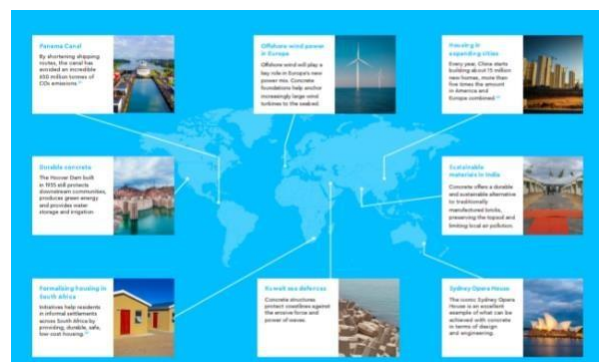 Panama Canal
By shortening shipping
routes, the canal has
avoided an incredible
650 million tonnes of
CO₂ emissions.
Offshore wind power
in Europe
Offshore wind will play a
key role in Europe's new
power mix. Concrete
foundations help anchor
increasingly large wind
turbines to the seabed.
Housing in
expanding cities
Every year, China starts
building about 15 million
new homes, more than
five times the amount
in America and
Europe combined.
Durable concrete
The Hoover Dam built
in 1935 still protects
downstream communities,
produces green energy
and provides water
storage and irrigation.
Sustainable
materials in India
Concrete offers a durable
and sustainable alternative
to traditionally
manufactured bricks,
preserving the topsoil and
limiting local air pollution.
Formalising housing in
South Africa
Initiatives help residents
in informal settlements
across South Africa by
providing, durable, safe,
low-cost housing.
Kuwait sea defences
Concrete structures
protect coastlines against
the erosive force and
power of waves.
Sydney Opera House
The iconic Sydney Opera
House is an excellent
example of what can be
achieved with concrete
in terms of design
and engineering.